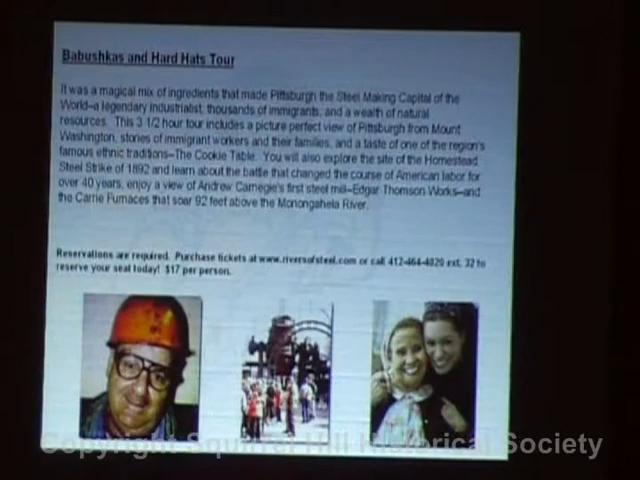 Babushkas and Hard Hats Tour
It was a magical mix of ingredients that made Pittsburgh the Steel Making Capital of the
World–a legendary industrialist, thousands of immigrants, and a wealth of natural
resources. This 3 1/2 hour tour includes a picture perfect view of Pittsburgh from Mount
Washington, stories of immigrant workers and their families, and a taste of one of the region's
famous ethnic traditions–The Cookie Table. You will also explore the site of the Homestead
Steel Strike of 1892 and learn about the battle that changed the course of American labor for
over 40 years, enjoy a view of Andrew Carnegie's first steel mill–Edgar Thomson Works–and
the Carrie Furnaces that soar 92 feet above the Monongahela River.
Reservations are required. Purchase tickets at www.riversofsteel.com or call 412-464-4020 ext. 32 to
reserve your seat today! $17 per person.
Copyright Squirrel Hill Historical Society